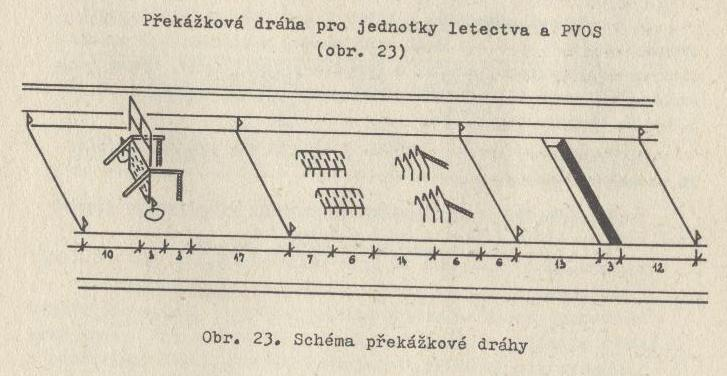 Překážková dráha pro jednotky letectva a PVOS
(obr. 23)
10 3 3 17 7 6 14 6 6 13 3 12
Obr. 23. Schéma překážkové dráhy